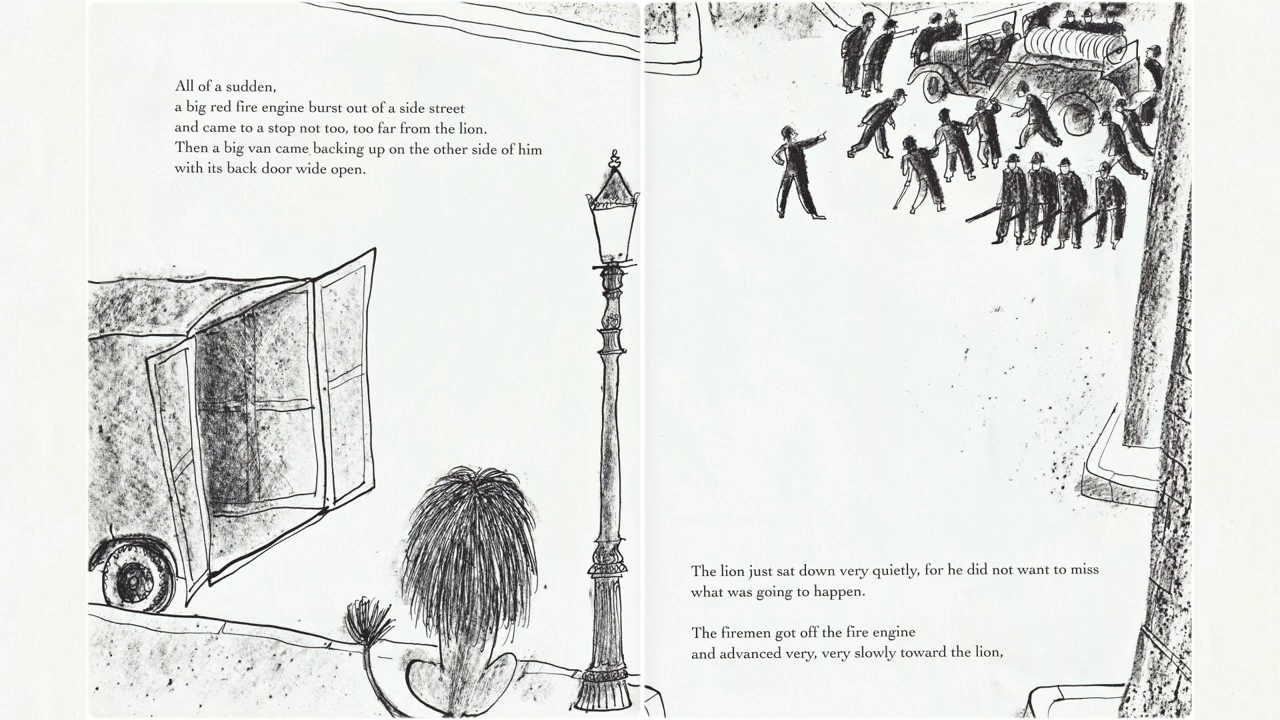 All of a sudden,
a big red fire engine burst out of a side street
and came to a stop not too, too far from the lion.
Then a big van came backing up on the other side of him
with its back door wide open.
The lion just sat down very quietly, for he did not want to miss
what was going to happen.
The firemen got off the fire engine
and advanced very, very slowly toward the lion,